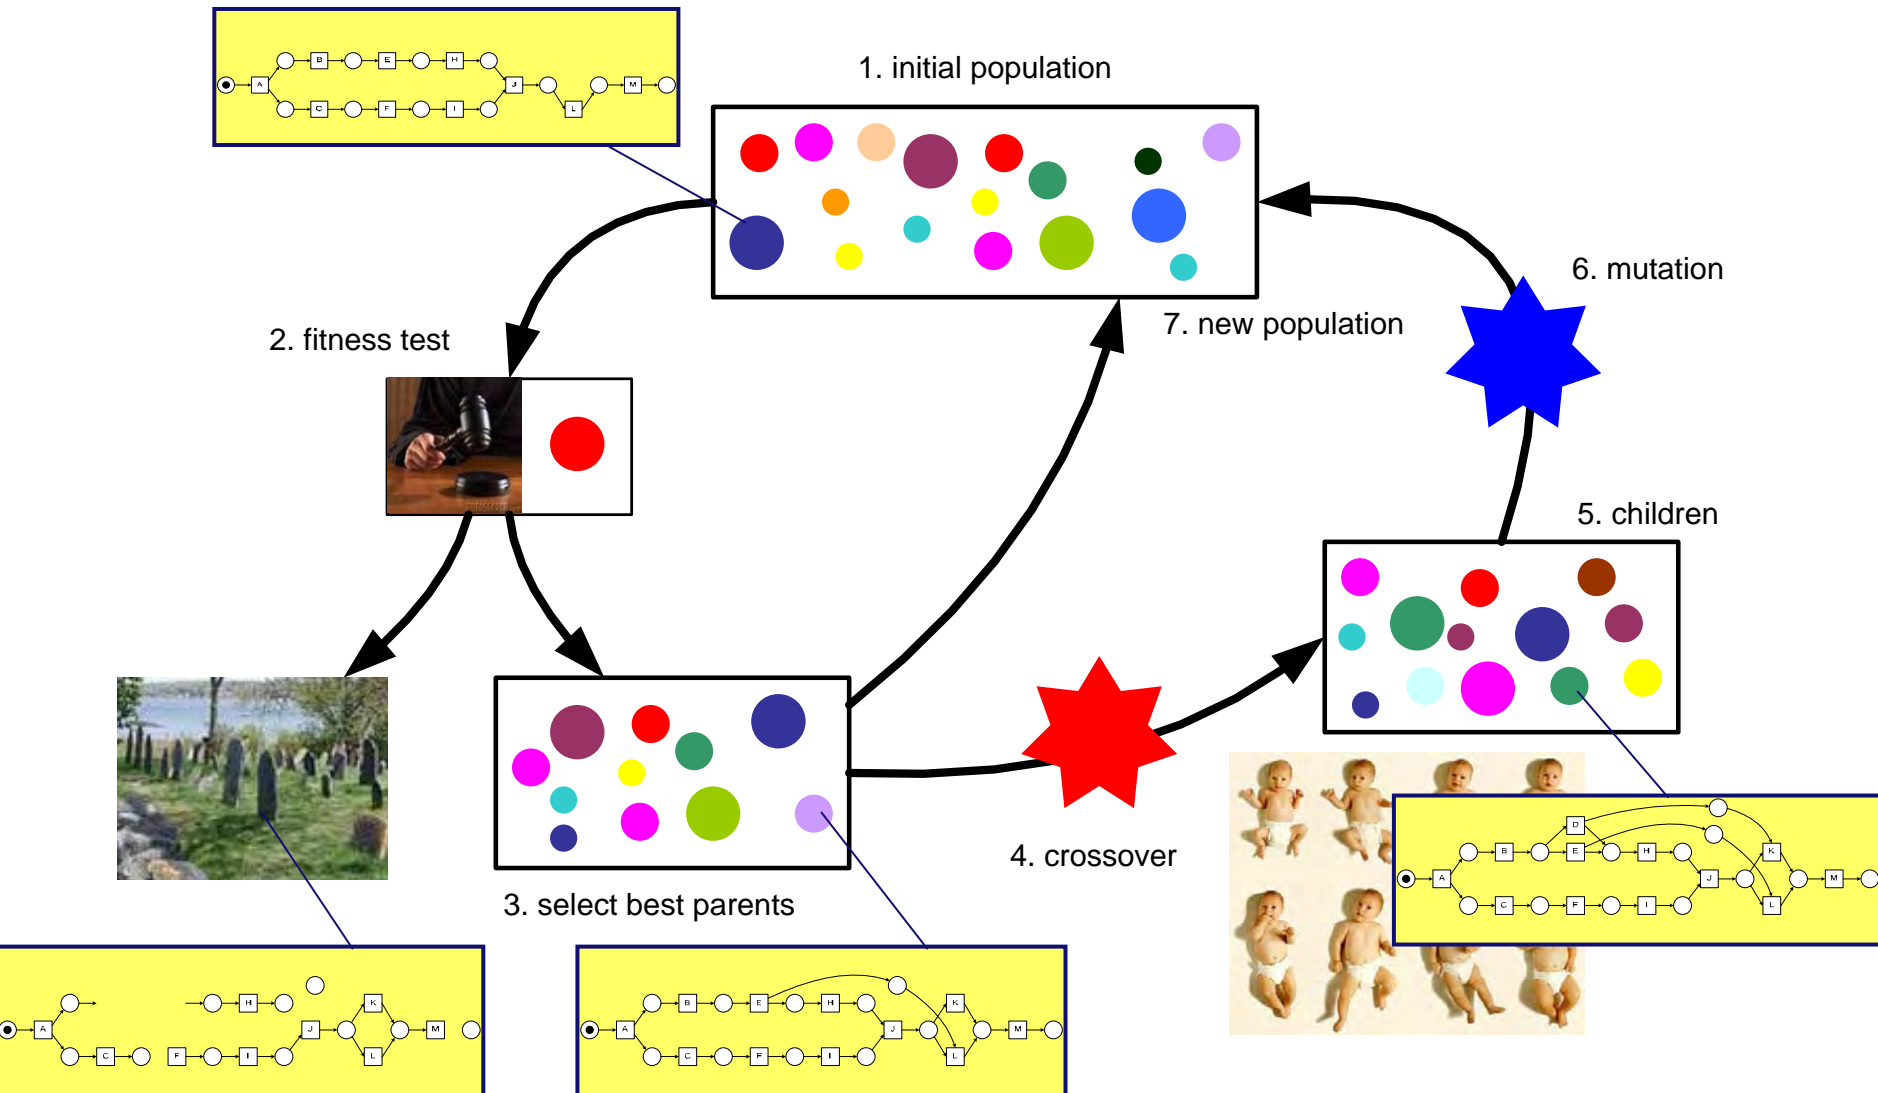 1. initial population
B E H
A J M
C F I L
2. fitness test
6. mutation
7. new population
5. children
4. crossover
3. select best parents
D
B E H K
A J M
C F I L
H K
A J M
C F I L
B E H K
A J M
C F I L